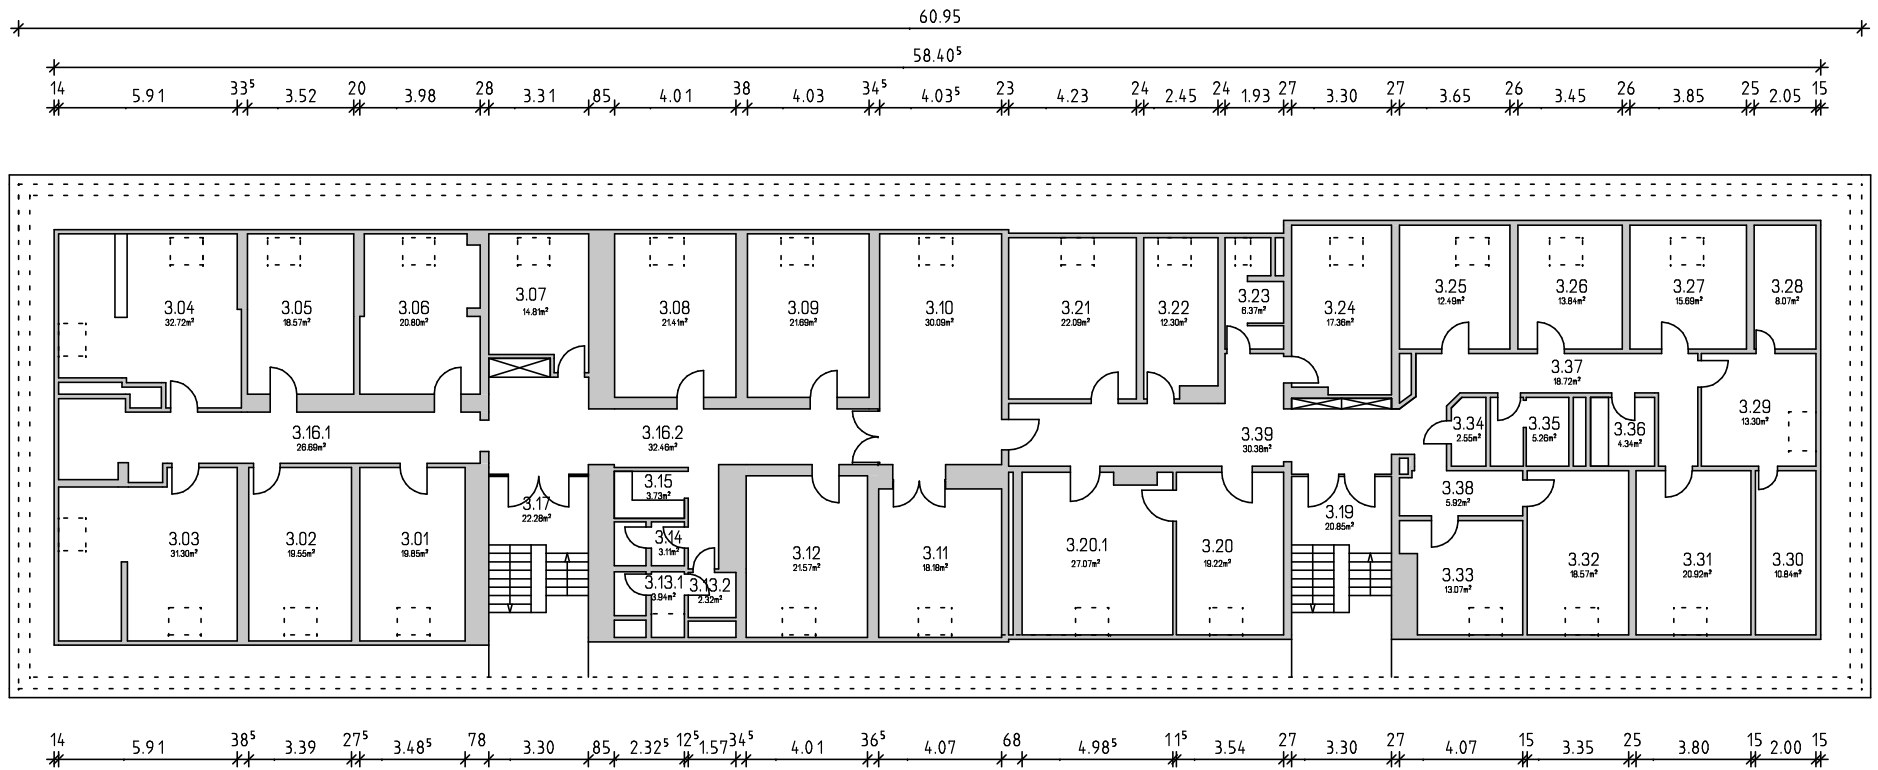 60.95
58.40⁵
14 5.91 33⁵ 3.52 20 3.98 28 3.31 85 4.01 38 4.03 34⁵ 4.03⁵ 23 4.23 24 2.45 24 1.93 27 3.30 27 3.65 26 3.45 26 3.85 25 2.05 15
3.04
32.72m²
3.05
18.57m²
3.06
20.80m²
3.07
14.81m²
3.08
21.41m²
3.09
21.69m²
3.10
30.09m²
3.21
22.09m²
3.22
12.30m²
3.23
6.37m²
3.24
17.36m²
3.25
12.49m²
3.26
13.84m²
3.27
15.69m²
3.28
8.07m²
3.37
18.72m²
3.16.1
26.69m²
3.16.2
32.46m²
3.39
30.38m²
3.34
2.55m²
3.35
5.26m²
3.36
4.34m²
3.29
13.30m²
3.15
3.73m²
3.17
22.28m²
3.19
20.85m²
3.38
5.92m²
3.03
31.30m²
3.02
19.55m²
3.01
19.85m²
3.14
3.11m²
3.13.1
3.94m²
3.13.2
2.32m²
3.12
21.57m²
3.11
18.18m²
3.20.1
27.07m²
3.20
19.22m²
3.33
13.07m²
3.32
18.57m²
3.31
20.92m²
3.30
10.84m²
14 5.91 38⁵ 3.39 27⁵ 3.48⁵ 78 3.30 85 2.32⁵ 12⁵ 1.57 34⁵ 4.01 36⁵ 4.07 68 4.98⁵ 11⁵ 3.54 27 3.30 27 4.07 15 3.35 25 3.80 15 2.00 15